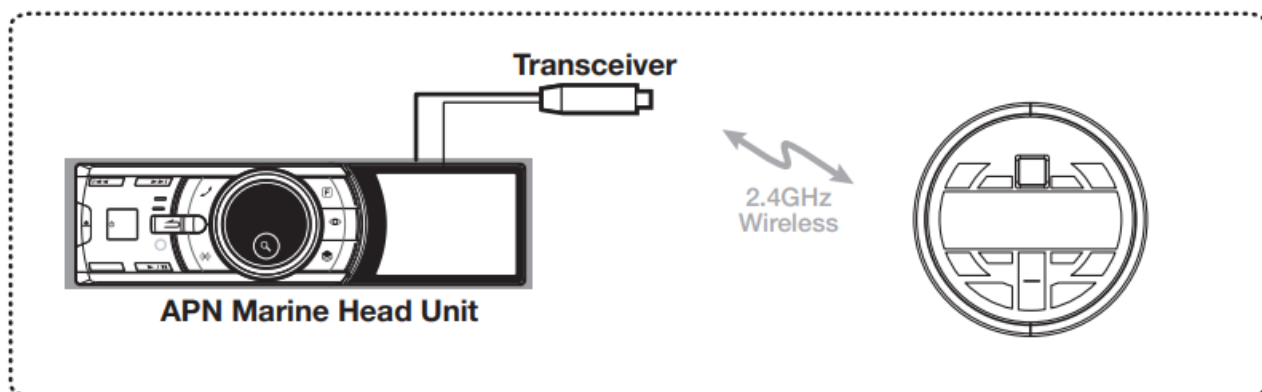 Transceiver
2.4GHz
Wireless
F
APN Marine Head Unit